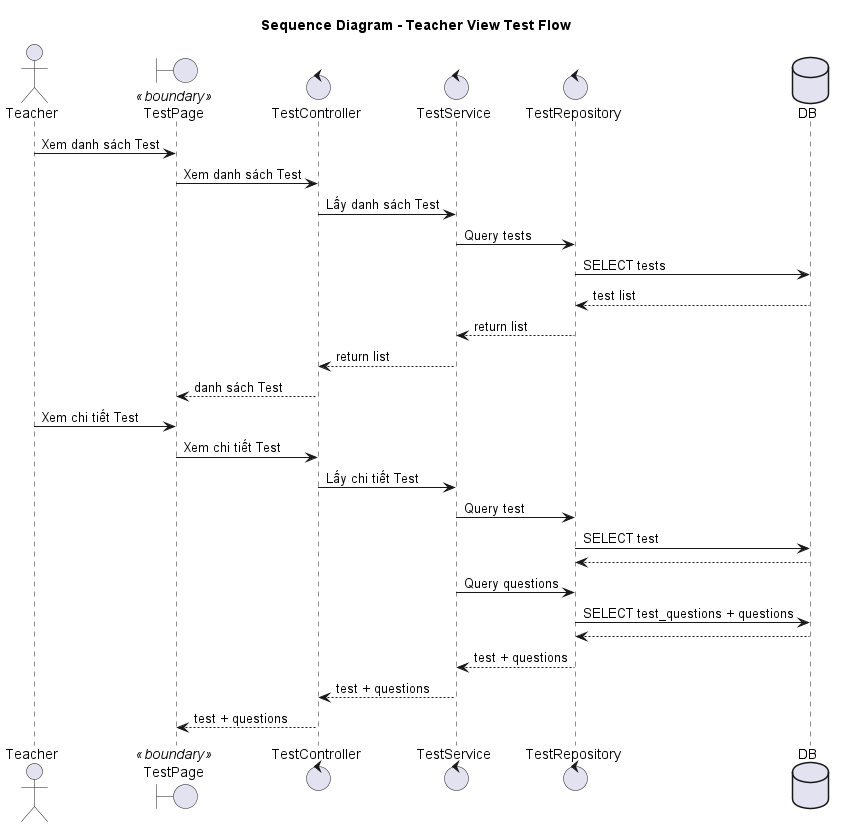 Sequence Diagram - Teacher View Test Flow
Teacher
«boundary»
TestPage
TestController
TestService
TestRepository
DB
Xem danh sách Test
Xem danh sách Test
Lấy danh sách Test
Query tests
SELECT tests
test list
return list
return list
danh sách Test
Xem chi tiết Test
Xem chi tiết Test
Lấy chi tiết Test
Query test
SELECT test
Query questions
SELECT test_questions + questions
test + questions
test + questions
test + questions
Teacher
«boundary»
TestPage
TestController
TestService
TestRepository
DB